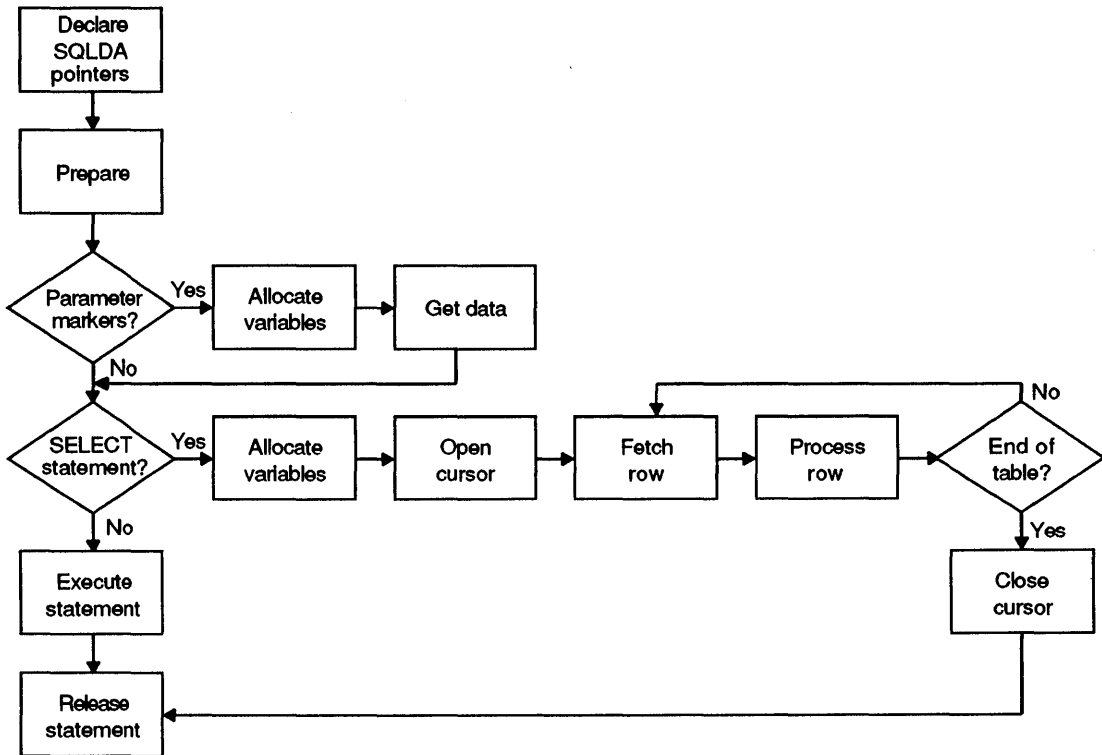 Declare
SQLDA
pointers
Prepare
Parameter
markers?
Yes
Allocate
variables
Get data
No
SELECT
statement?
Yes
Allocate
variables
Open
cursor
Fetch
row
Process
row
End of
table?
No
Yes
Close
cursor
No
Execute
statement
Release
statement